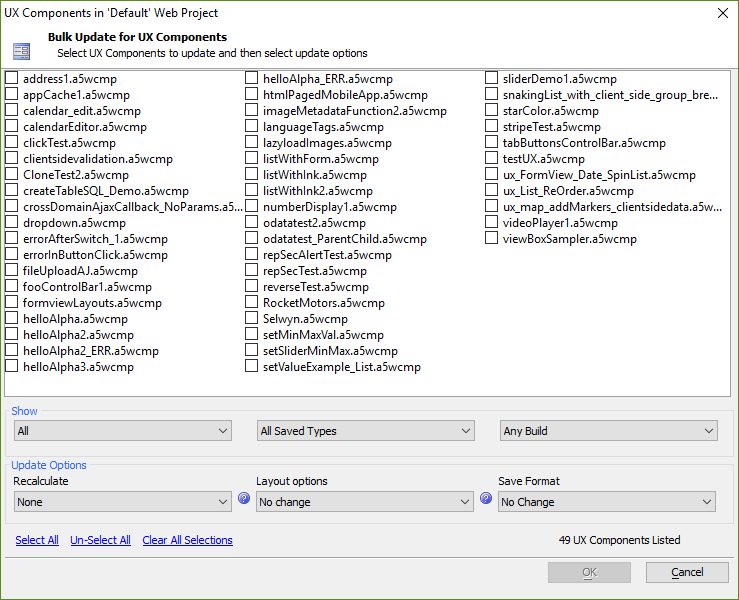 UX Components in 'Default' Web Project
Bulk Update for UX Components
Select UX Components to update and then select update options
address1.a5wcmp
appCache1.a5wcmp
calendar_edit.a5wcmp
calendarEditor.a5wcmp
clickTest.a5wcmp
clientsidevalidation.a5wcmp
CloneTest2.a5wcmp
createTableSQL_Demo.a5wcmp
crossDomainAjaxCallback_NoParams.a5...
dropdown.a5wcmp
errorAfterSwitch_1.a5wcmp
errorInButtonClick.a5wcmp
fileUploadAJ.a5wcmp
fooControlBar1.a5wcmp
formviewLayouts.a5wcmp
helloAlpha.a5wcmp
helloAlpha2.a5wcmp
helloAlpha2_ERR.a5wcmp
helloAlpha3.a5wcmp
helloAlpha_ERR.a5wcmp
htmlPagedMobileApp.a5wcmp
imageMetadataFunction2.a5wcmp
languageTags.a5wcmp
lazyloadImages.a5wcmp
listWithForm.a5wcmp
listWithInk.a5wcmp
listWithInk2.a5wcmp
numberDisplay1.a5wcmp
odatatest2.a5wcmp
odatatest_ParentChild.a5wcmp
repSecAlertTest.a5wcmp
repSecTest.a5wcmp
reverseTest.a5wcmp
RocketMotors.a5wcmp
Selwyn.a5wcmp
setMinMaxVal.a5wcmp
setSliderMinMax.a5wcmp
setValueExample_List.a5wcmp
sliderDemo1.a5wcmp
snakingList_with_client_side_group_bre...
starColor.a5wcmp
stripeTest.a5wcmp
tabButtonsControlBar.a5wcmp
testUX.a5wcmp
ux_FormView_Date_SpinList.a5wcmp
ux_List_ReOrder.a5wcmp
ux_map_addMarkers_clientsidedata.a5w...
videoPlayer1.a5wcmp
viewBoxSampler.a5wcmp
Show
All
All Saved Types
Any Build
Update Options
Recalculate
Layout options
Save Format
None
No change
No Change
Select All
Un-Select All
Clear All Selections
49 UX Components Listed
OK
Cancel